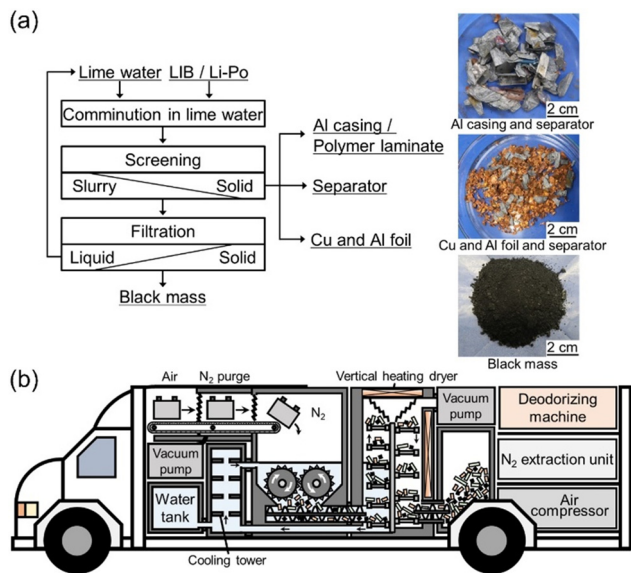 (a)
Lime water
LIB / Li-Po
Comminution in lime water
Screening
Slurry
Solid
Filtration
Liquid
Solid
Black mass
Al casing /
Polymer laminate
Separator
Cu and Al foil
2 cm
Al casing and separator
2 cm
Cu and Al foil and separator
2 cm
Black mass
(b)
Air
N₂ purge
N₂
Vertical heating dryer
Vacuum
pump
Deodorizing
machine
Vacuum
pump
N₂ extraction unit
Water
tank
Air
compressor
Cooling tower